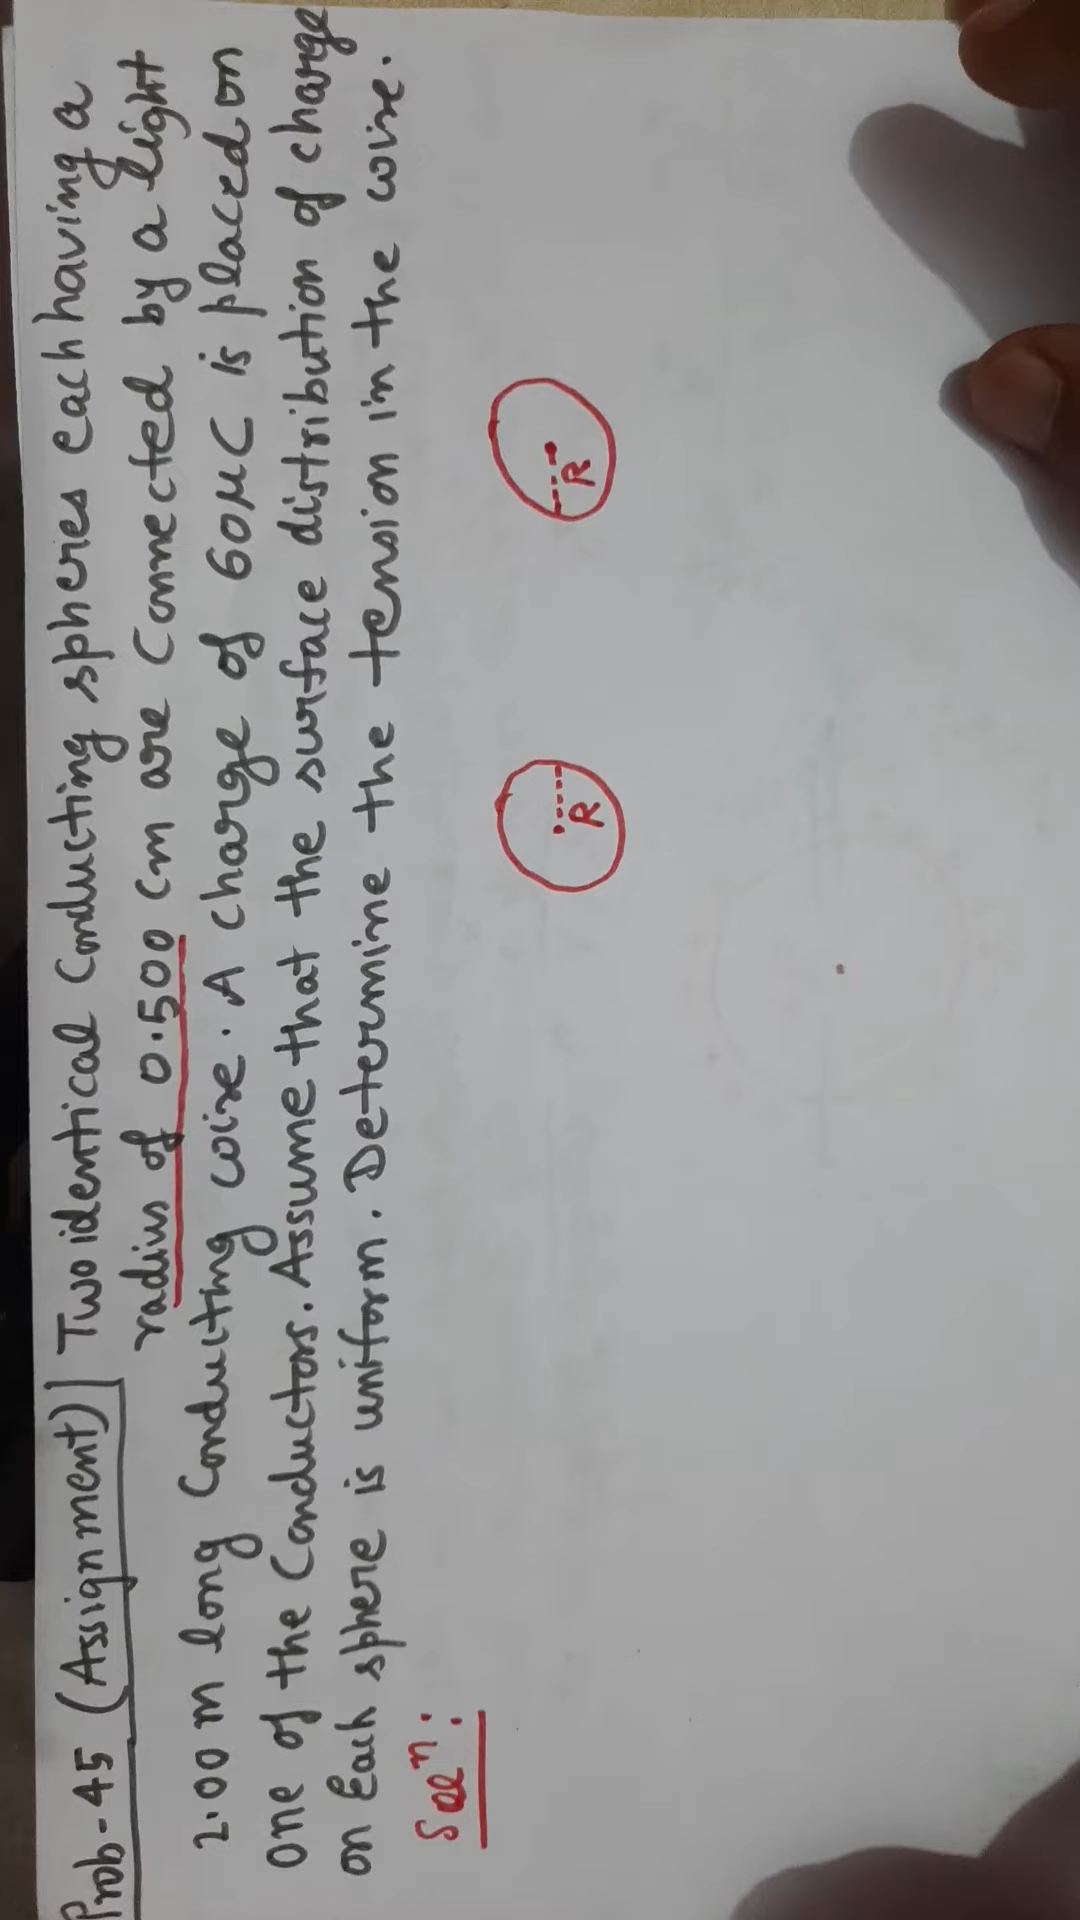 Prob-45 (Assignment) Two identical Conducting spheres each having a
radius of 0.500 cm are Connected by a light
2.00 m long Conducting wire. A charge of 60μC is placed on
one of the Conductors. Assume that the surface distribution of charge
on Each sphere is uniform. Determine the tension in the wire.
Solⁿ:
R R